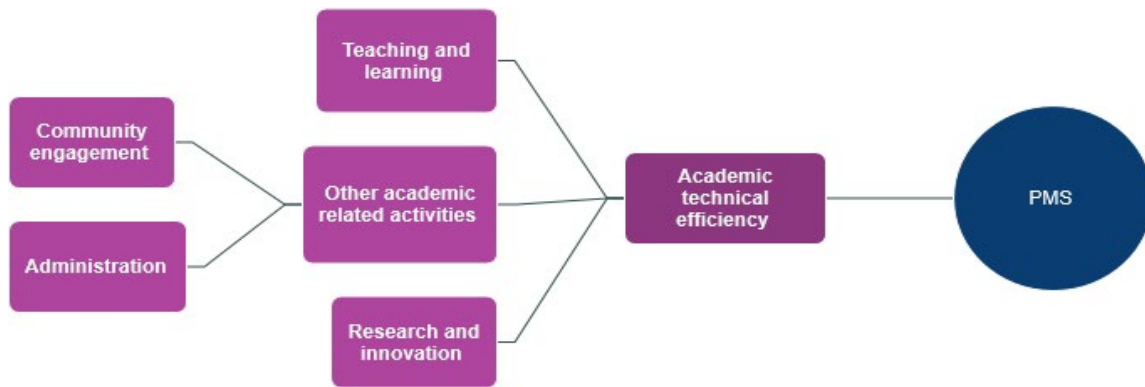 Community
engagement
Administration
Teaching and
learning
Other academic
related activities
Research and
innovation
Academic
technical
efficiency
PMS